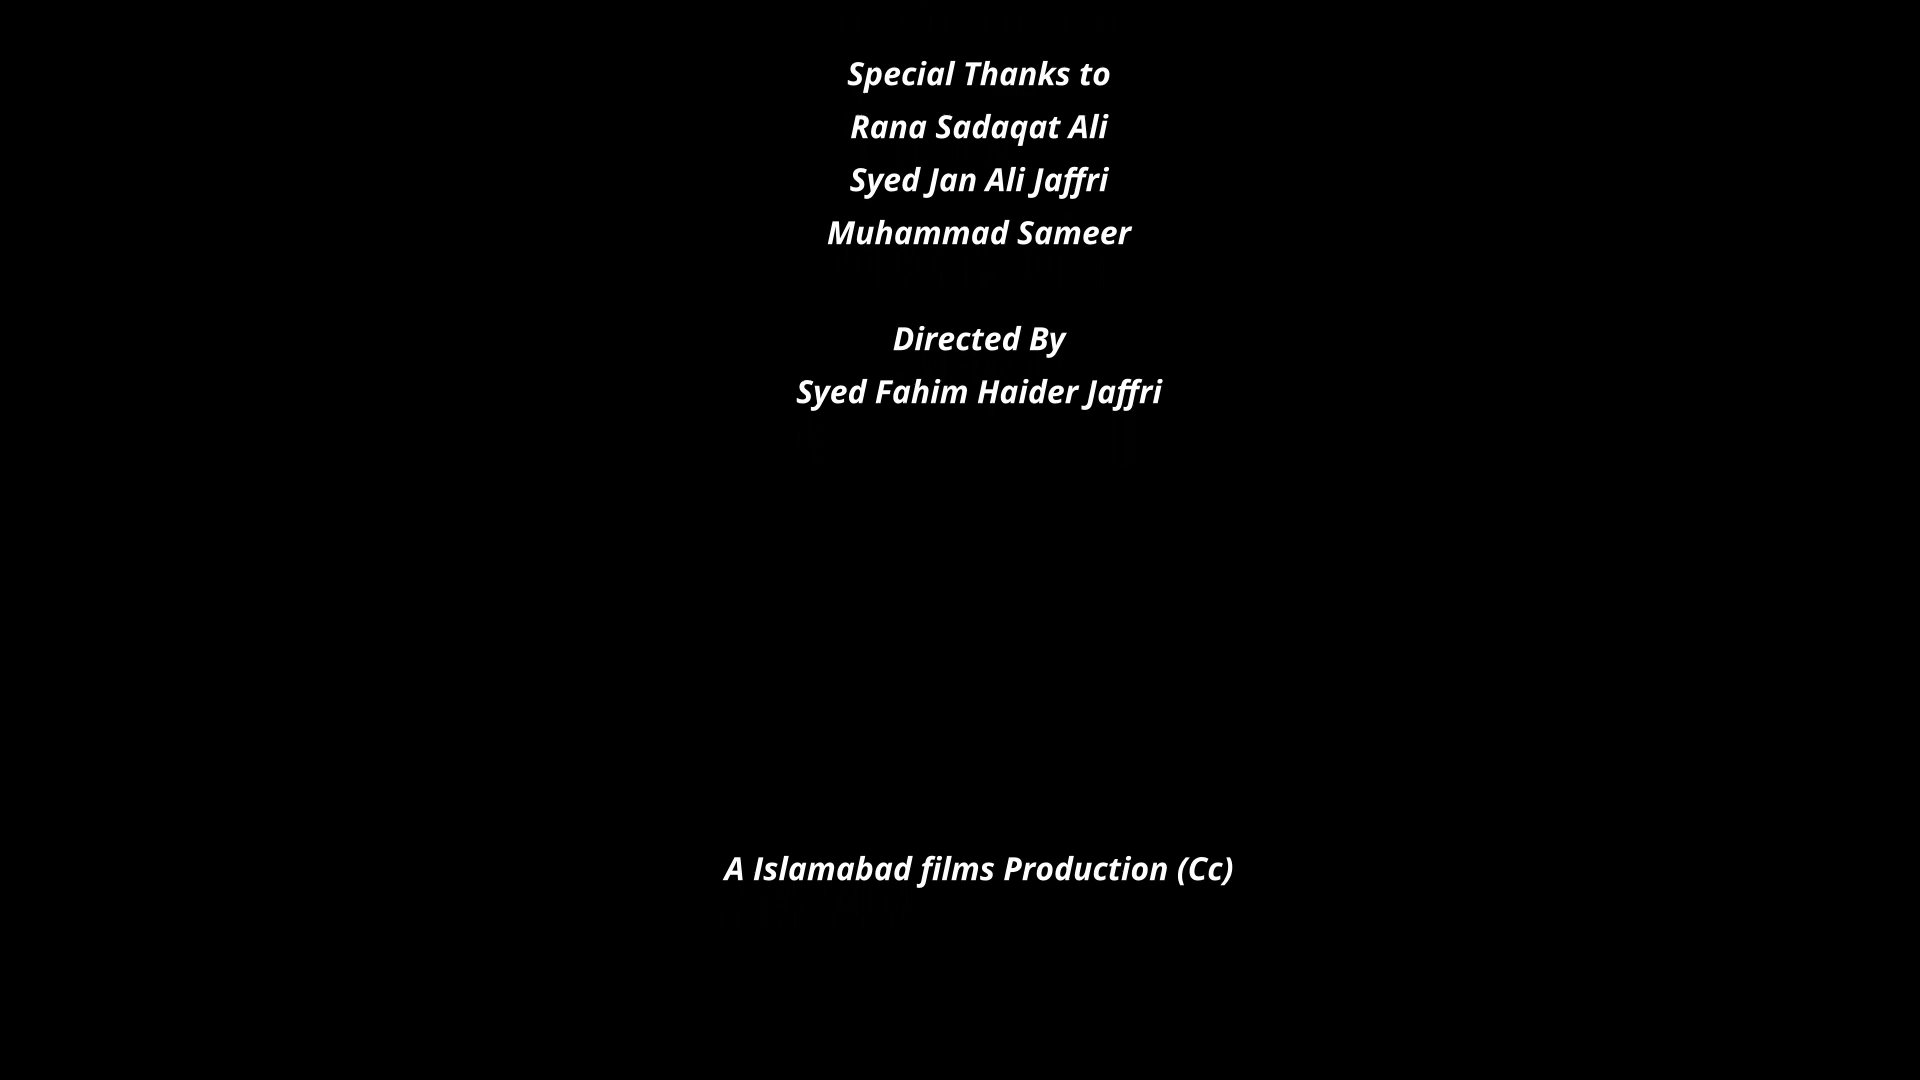 Special Thanks to
Rana Sadaqat Ali
Syed Jan Ali Jaffri
Muhammad Sameer
Directed By
Syed Fahim Haider Jaffri
A Islamabad films Production (Cc)